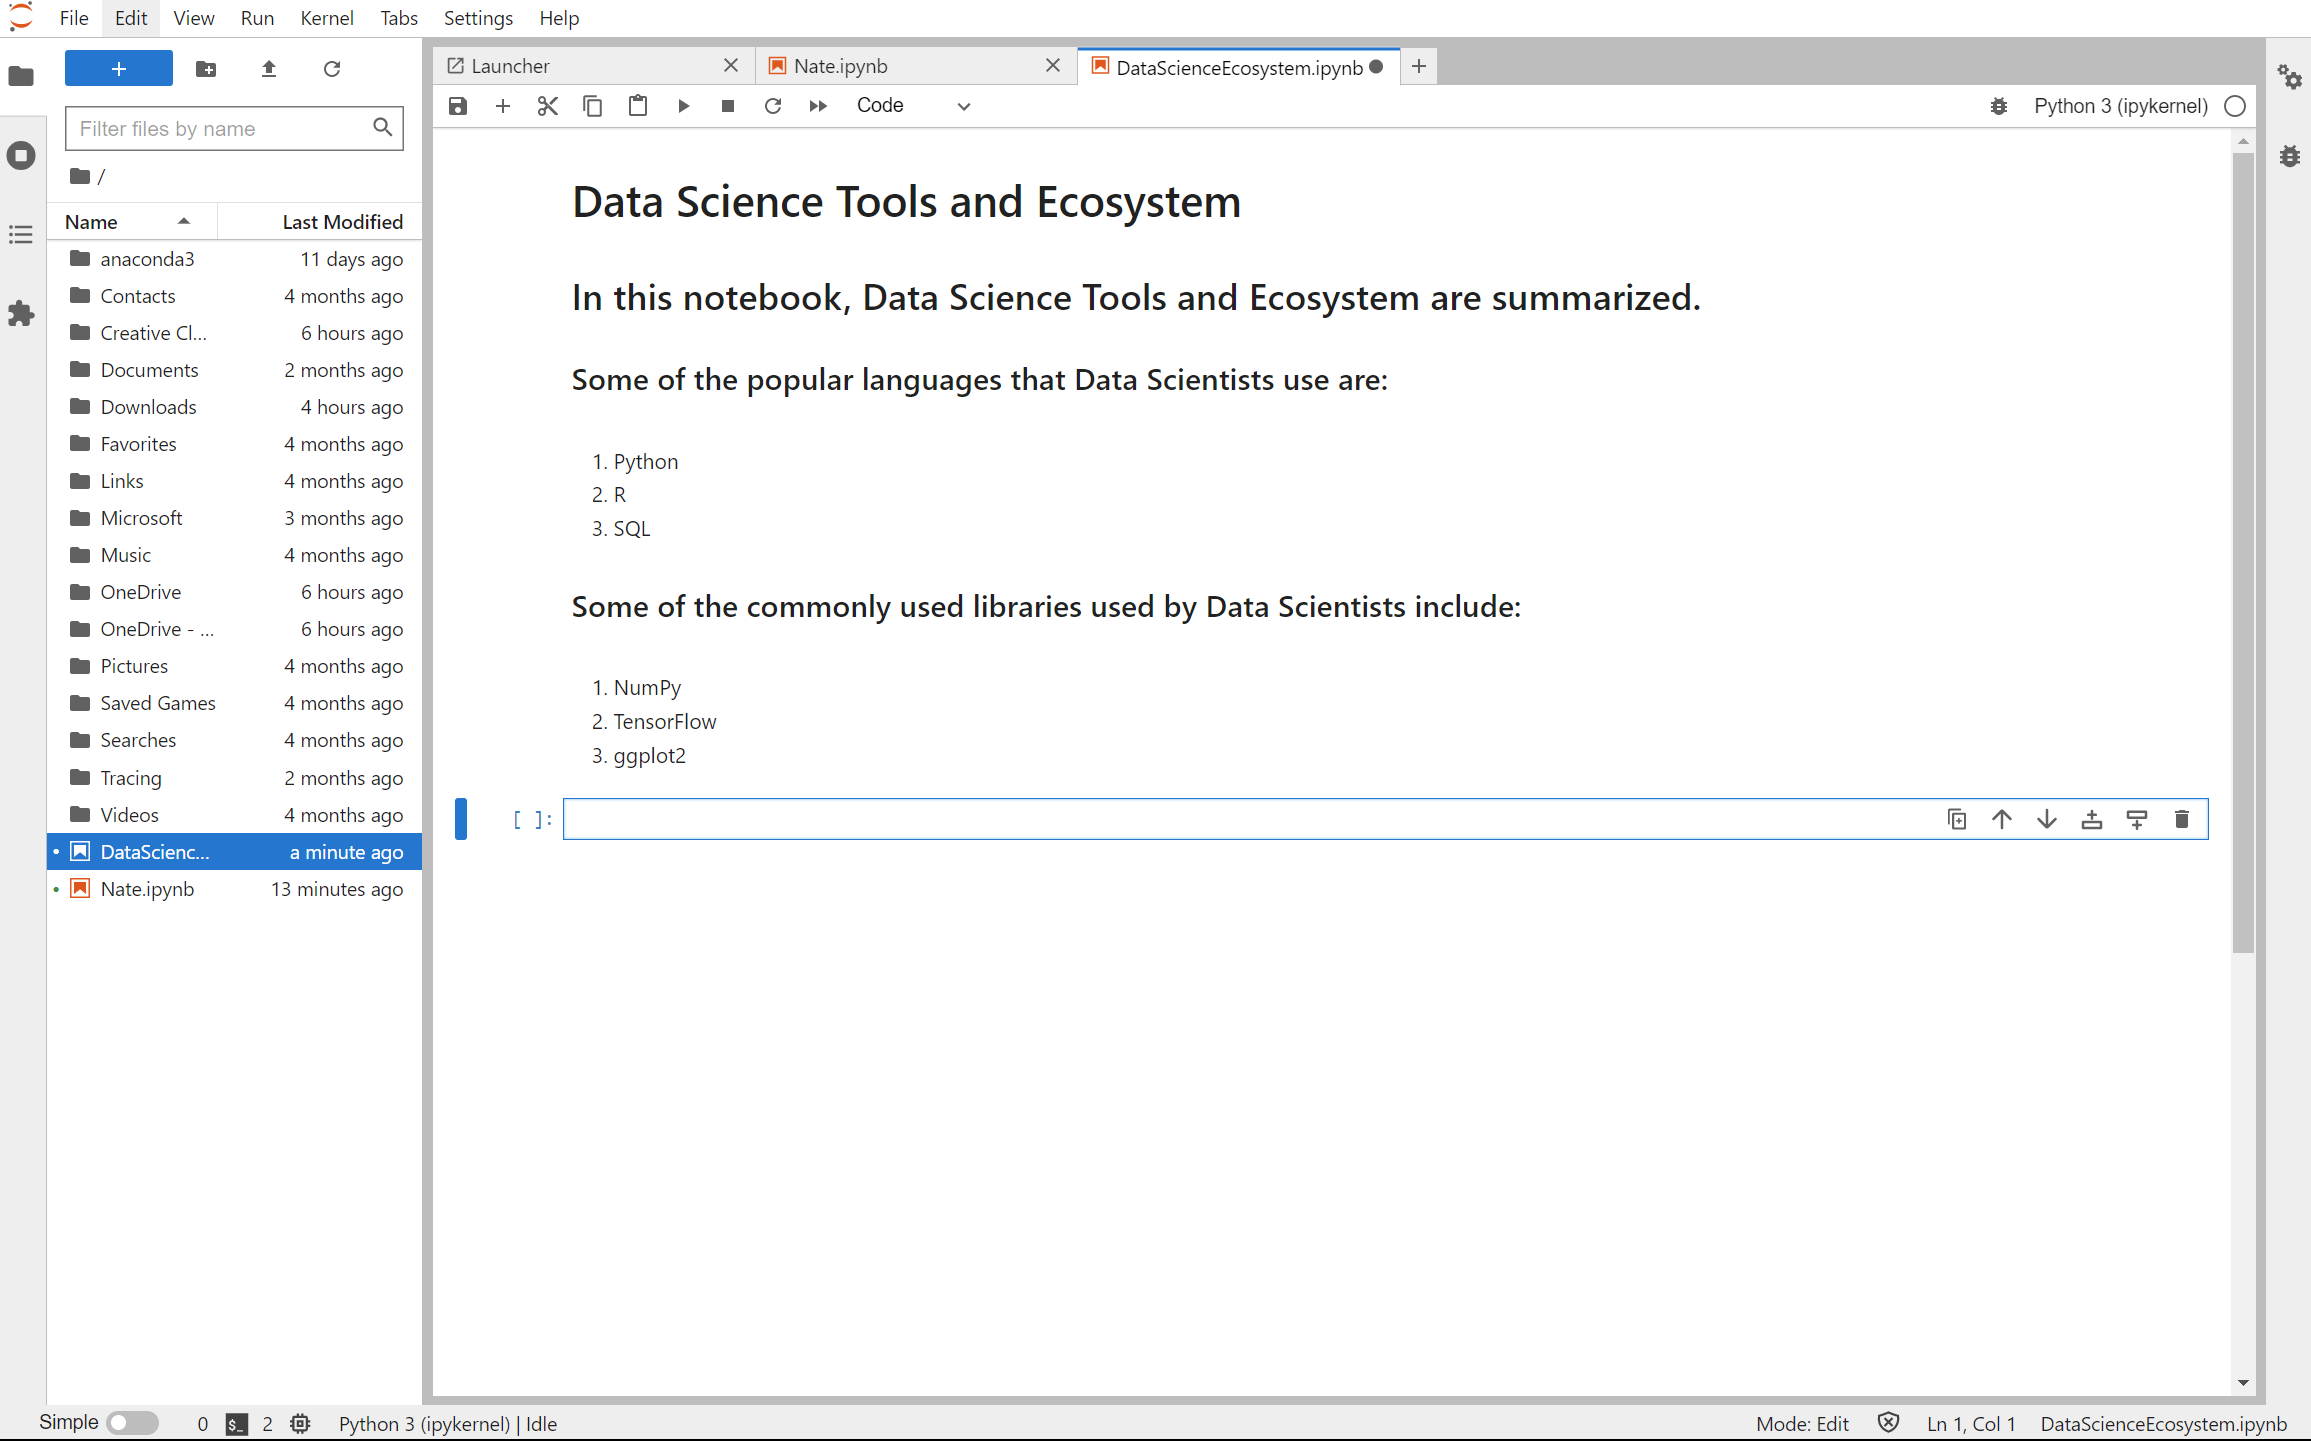 File Edit View Run Kernel Tabs Settings Help
Launcher Nate.ipynb DataScienceEcosystem.ipynb
Code Python 3 (ipykernel)
Filter files by name
/
Name Last Modified
anaconda3 11 days ago
Contacts 4 months ago
Creative Cl... 6 hours ago
Documents 2 months ago
Downloads 4 hours ago
Favorites 4 months ago
Links 4 months ago
Microsoft 3 months ago
Music 4 months ago
OneDrive 6 hours ago
OneDrive - ... 6 hours ago
Pictures 4 months ago
Saved Games 4 months ago
Searches 4 months ago
Tracing 2 months ago
Videos 4 months ago
DataScienc... a minute ago
Nate.ipynb 13 minutes ago
Data Science Tools and Ecosystem
In this notebook, Data Science Tools and Ecosystem are summarized.
Some of the popular languages that Data Scientists use are:
1. Python
2. R
3. SQL
Some of the commonly used libraries used by Data Scientists include:
1. NumPy
2. TensorFlow
3. ggplot2
[ ]:
Simple 0 $_ 2 Python 3 (ipykernel) | Idle Mode: Edit Ln 1, Col 1 DataScienceEcosystem.ipynb